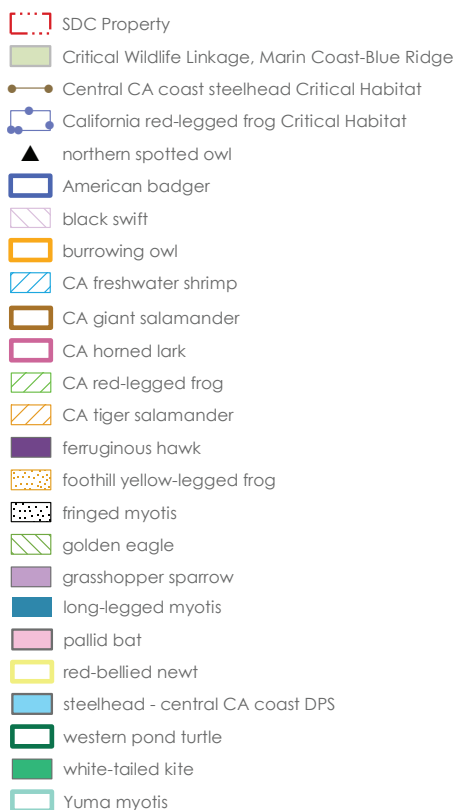 SDC Property
Critical Wildlife Linkage, Marin Coast-Blue Ridge
Central CA coast steelhead Critical Habitat
California red-legged frog Critical Habitat
northern spotted owl
American badger
black swift
burrowing owl
CA freshwater shrimp
CA giant salamander
CA horned lark
CA red-legged frog
CA tiger salamander
ferruginous hawk
foothill yellow-legged frog
fringed myotis
golden eagle
grasshopper sparrow
long-legged myotis
pallid bat
red-bellied newt
steelhead - central CA coast DPS
western pond turtle
white-tailed kite
Yuma myotis